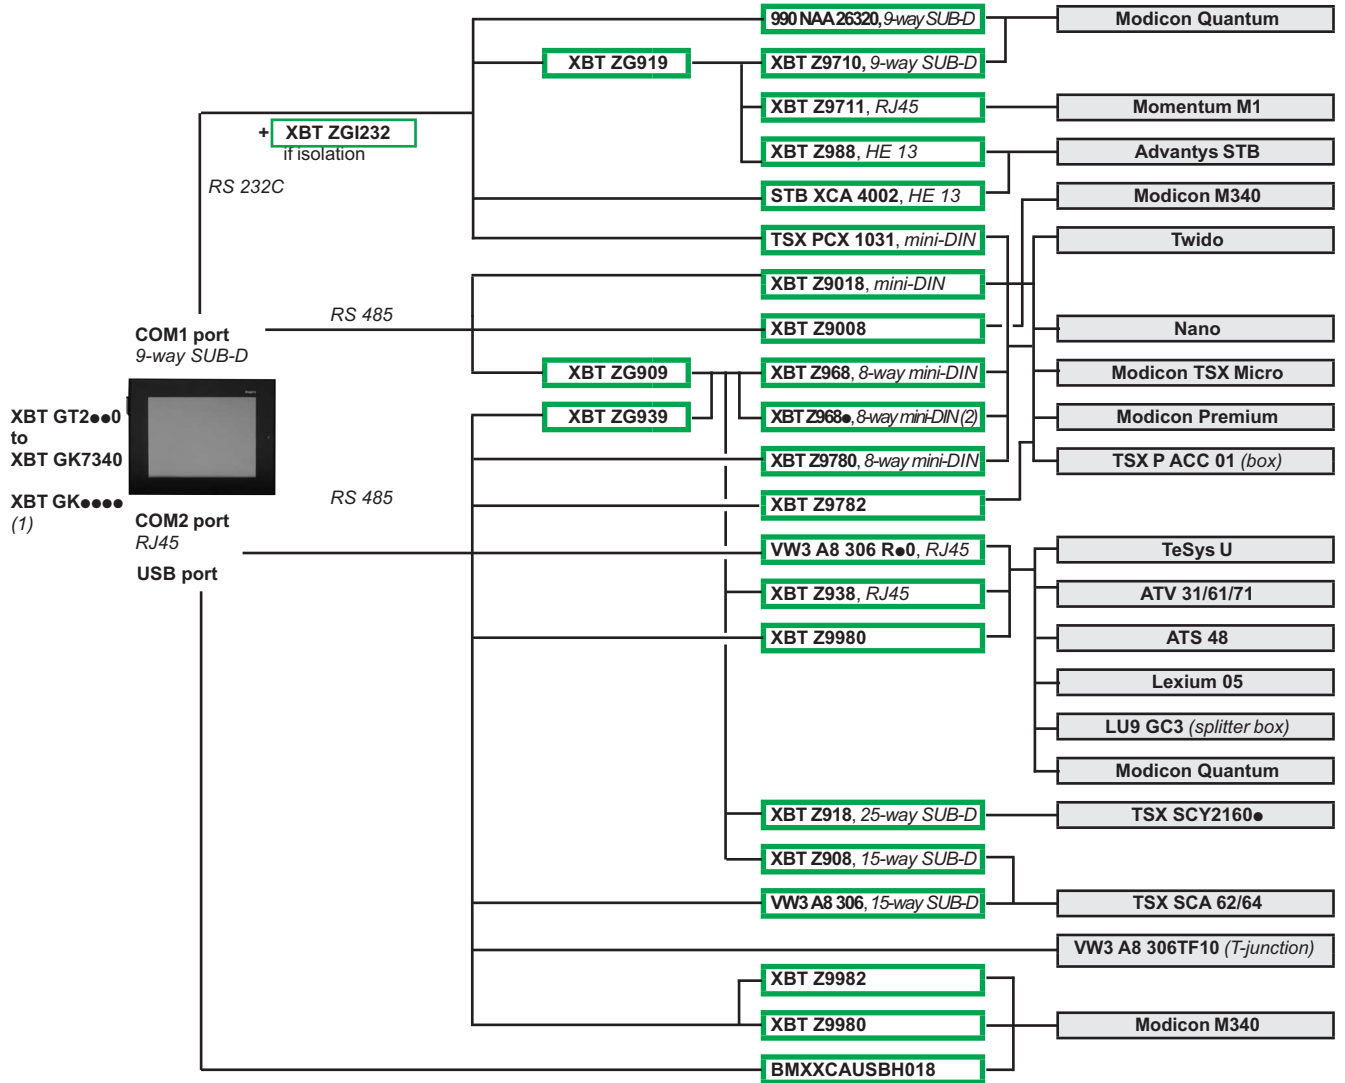 990 NAA 26320, 9-way SUB-D
Modicon Quantum
XBT ZG919
XBT Z9710, 9-way SUB-D
XBT Z9711, RJ45
Momentum M1
+ XBT ZGI232
if isolation
XBT Z988, HE 13
Advantys STB
RS 232C
STB XCA 4002, HE 13
Modicon M340
TSX PCX 1031, mini-DIN
Twido
XBT Z9018, mini-DIN
RS 485
COM1 port
9-way SUB-D
XBT Z9008
Nano
XBT ZG909
XBT Z968, 8-way mini-DIN
Modicon TSX Micro
XBT ZG939
XBT Z968●, 8-way mini-DIN (2)
Modicon Premium
XBT GT2●●0
to
XBT GK7340
XBT GK●●●●
(1)
XBT Z9780, 8-way mini-DIN
TSX P ACC 01 (box)
RS 485
XBT Z9782
COM2 port
RJ45
USB port
VW3 A8 306 R●0, RJ45
TeSys U
XBT Z938, RJ45
ATV 31/61/71
XBT Z9980
ATS 48
Lexium 05
LU9 GC3 (splitter box)
Modicon Quantum
XBT Z918, 25-way SUB-D
TSX SCY2160●
XBT Z908, 15-way SUB-D
VW3 A8 306, 15-way SUB-D
TSX SCA 62/64
VW3 A8 306TF10 (T-junction)
XBT Z9982
XBT Z9980
Modicon M340
BMXXCAUSBH018